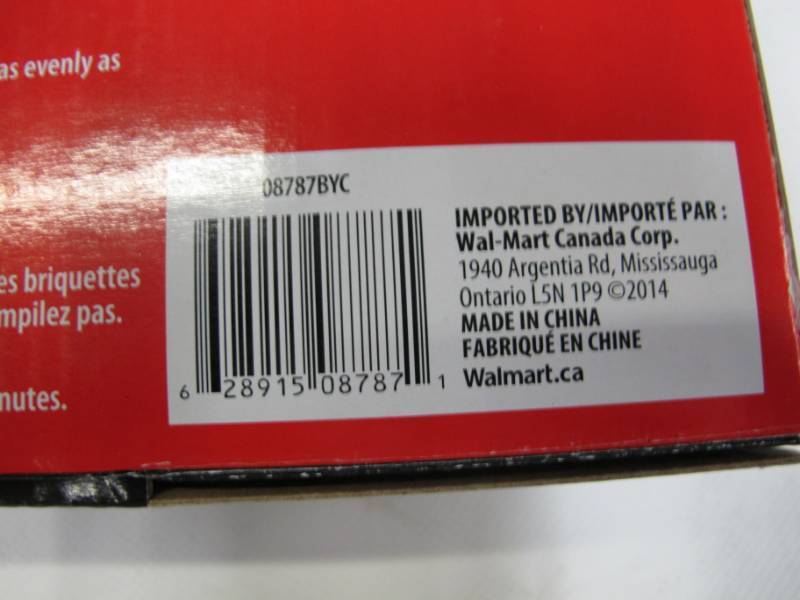 as evenly as
es briquettes
mpilez pas.
nutes.
08787BYC
6 28915 08787 1
IMPORTED BY/IMPORTÉ PAR :
Wal-Mart Canada Corp.
1940 Argentia Rd, Mississauga
Ontario L5N 1P9 ©2014
MADE IN CHINA
FABRIQUÉ EN CHINE
Walmart.ca